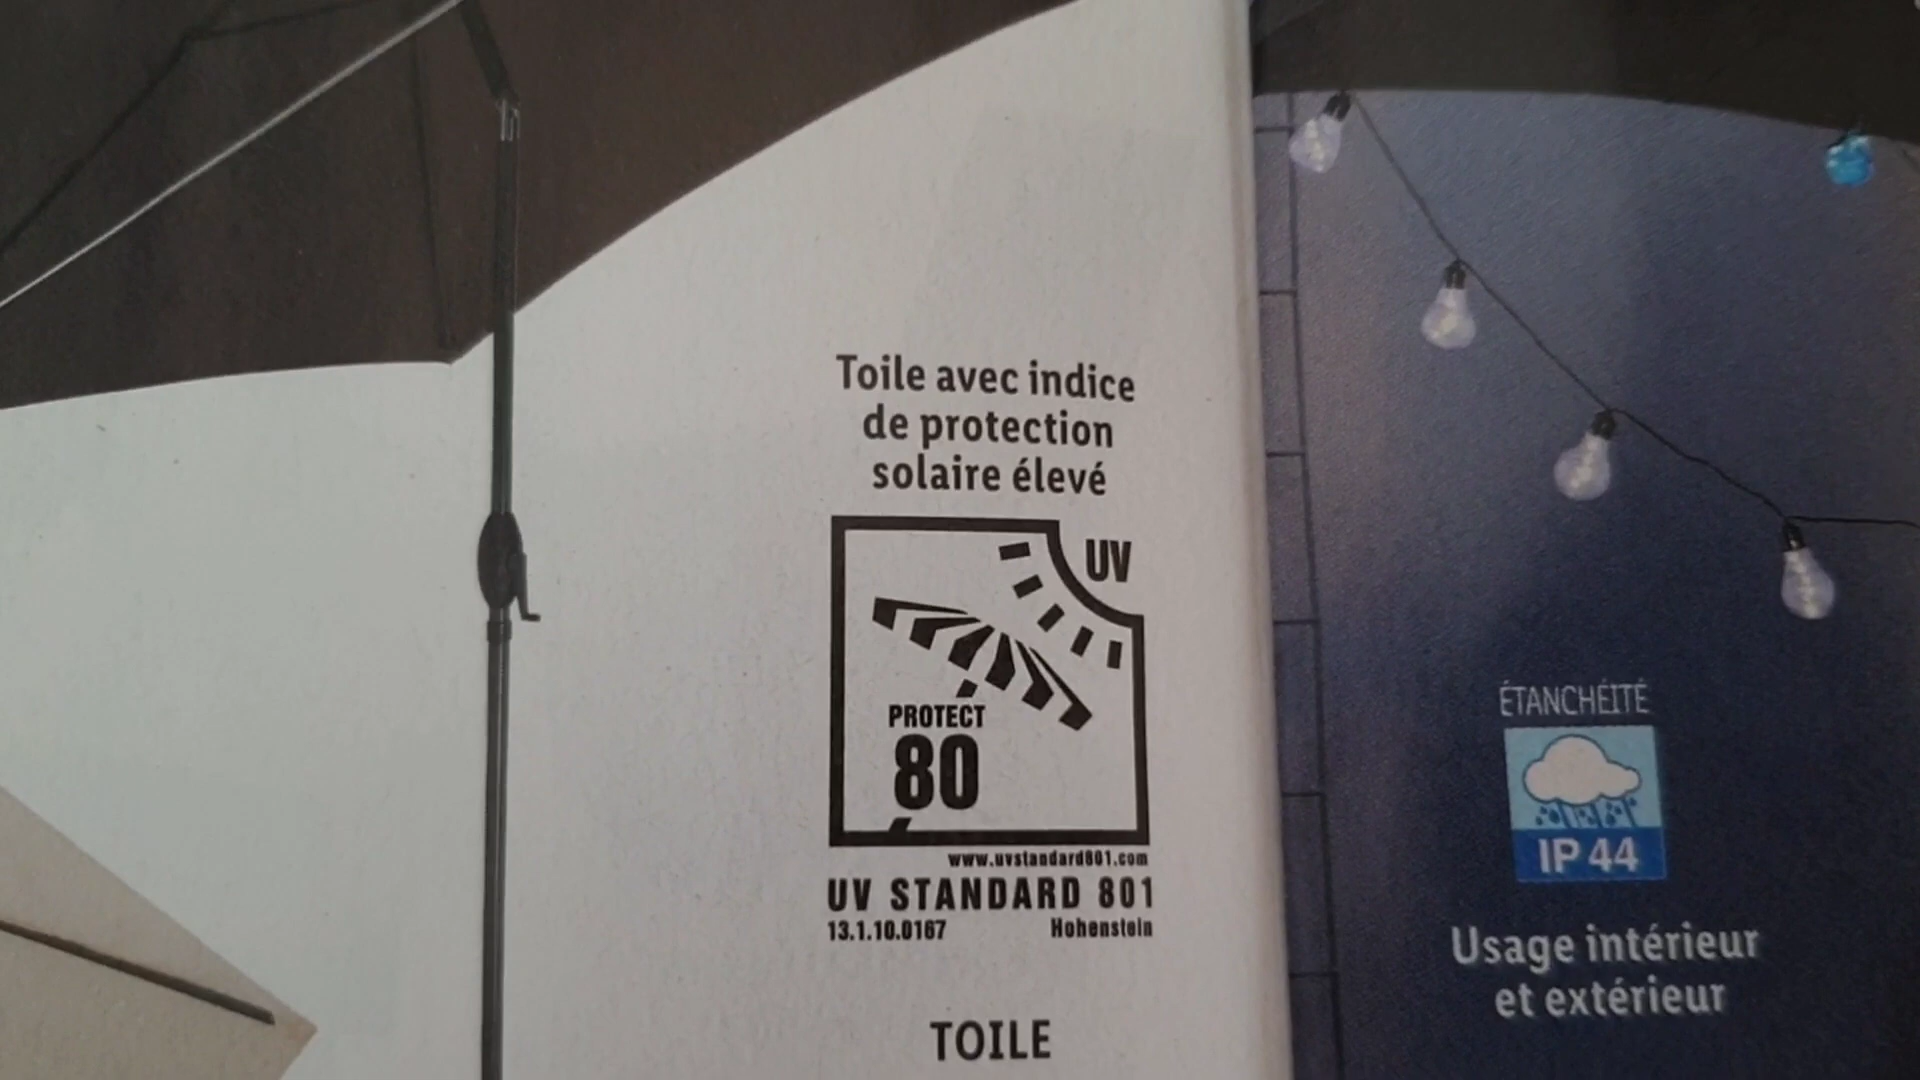 Toile avec indice
de protection
solaire élevé
UV
PROTECT
80
www.uvstandard801.com
UV STANDARD 801
13.1.10.0167 Hohenstein
TOILE
ÉTANCHÉITÉ
IP 44
Usage intérieur
et extérieur